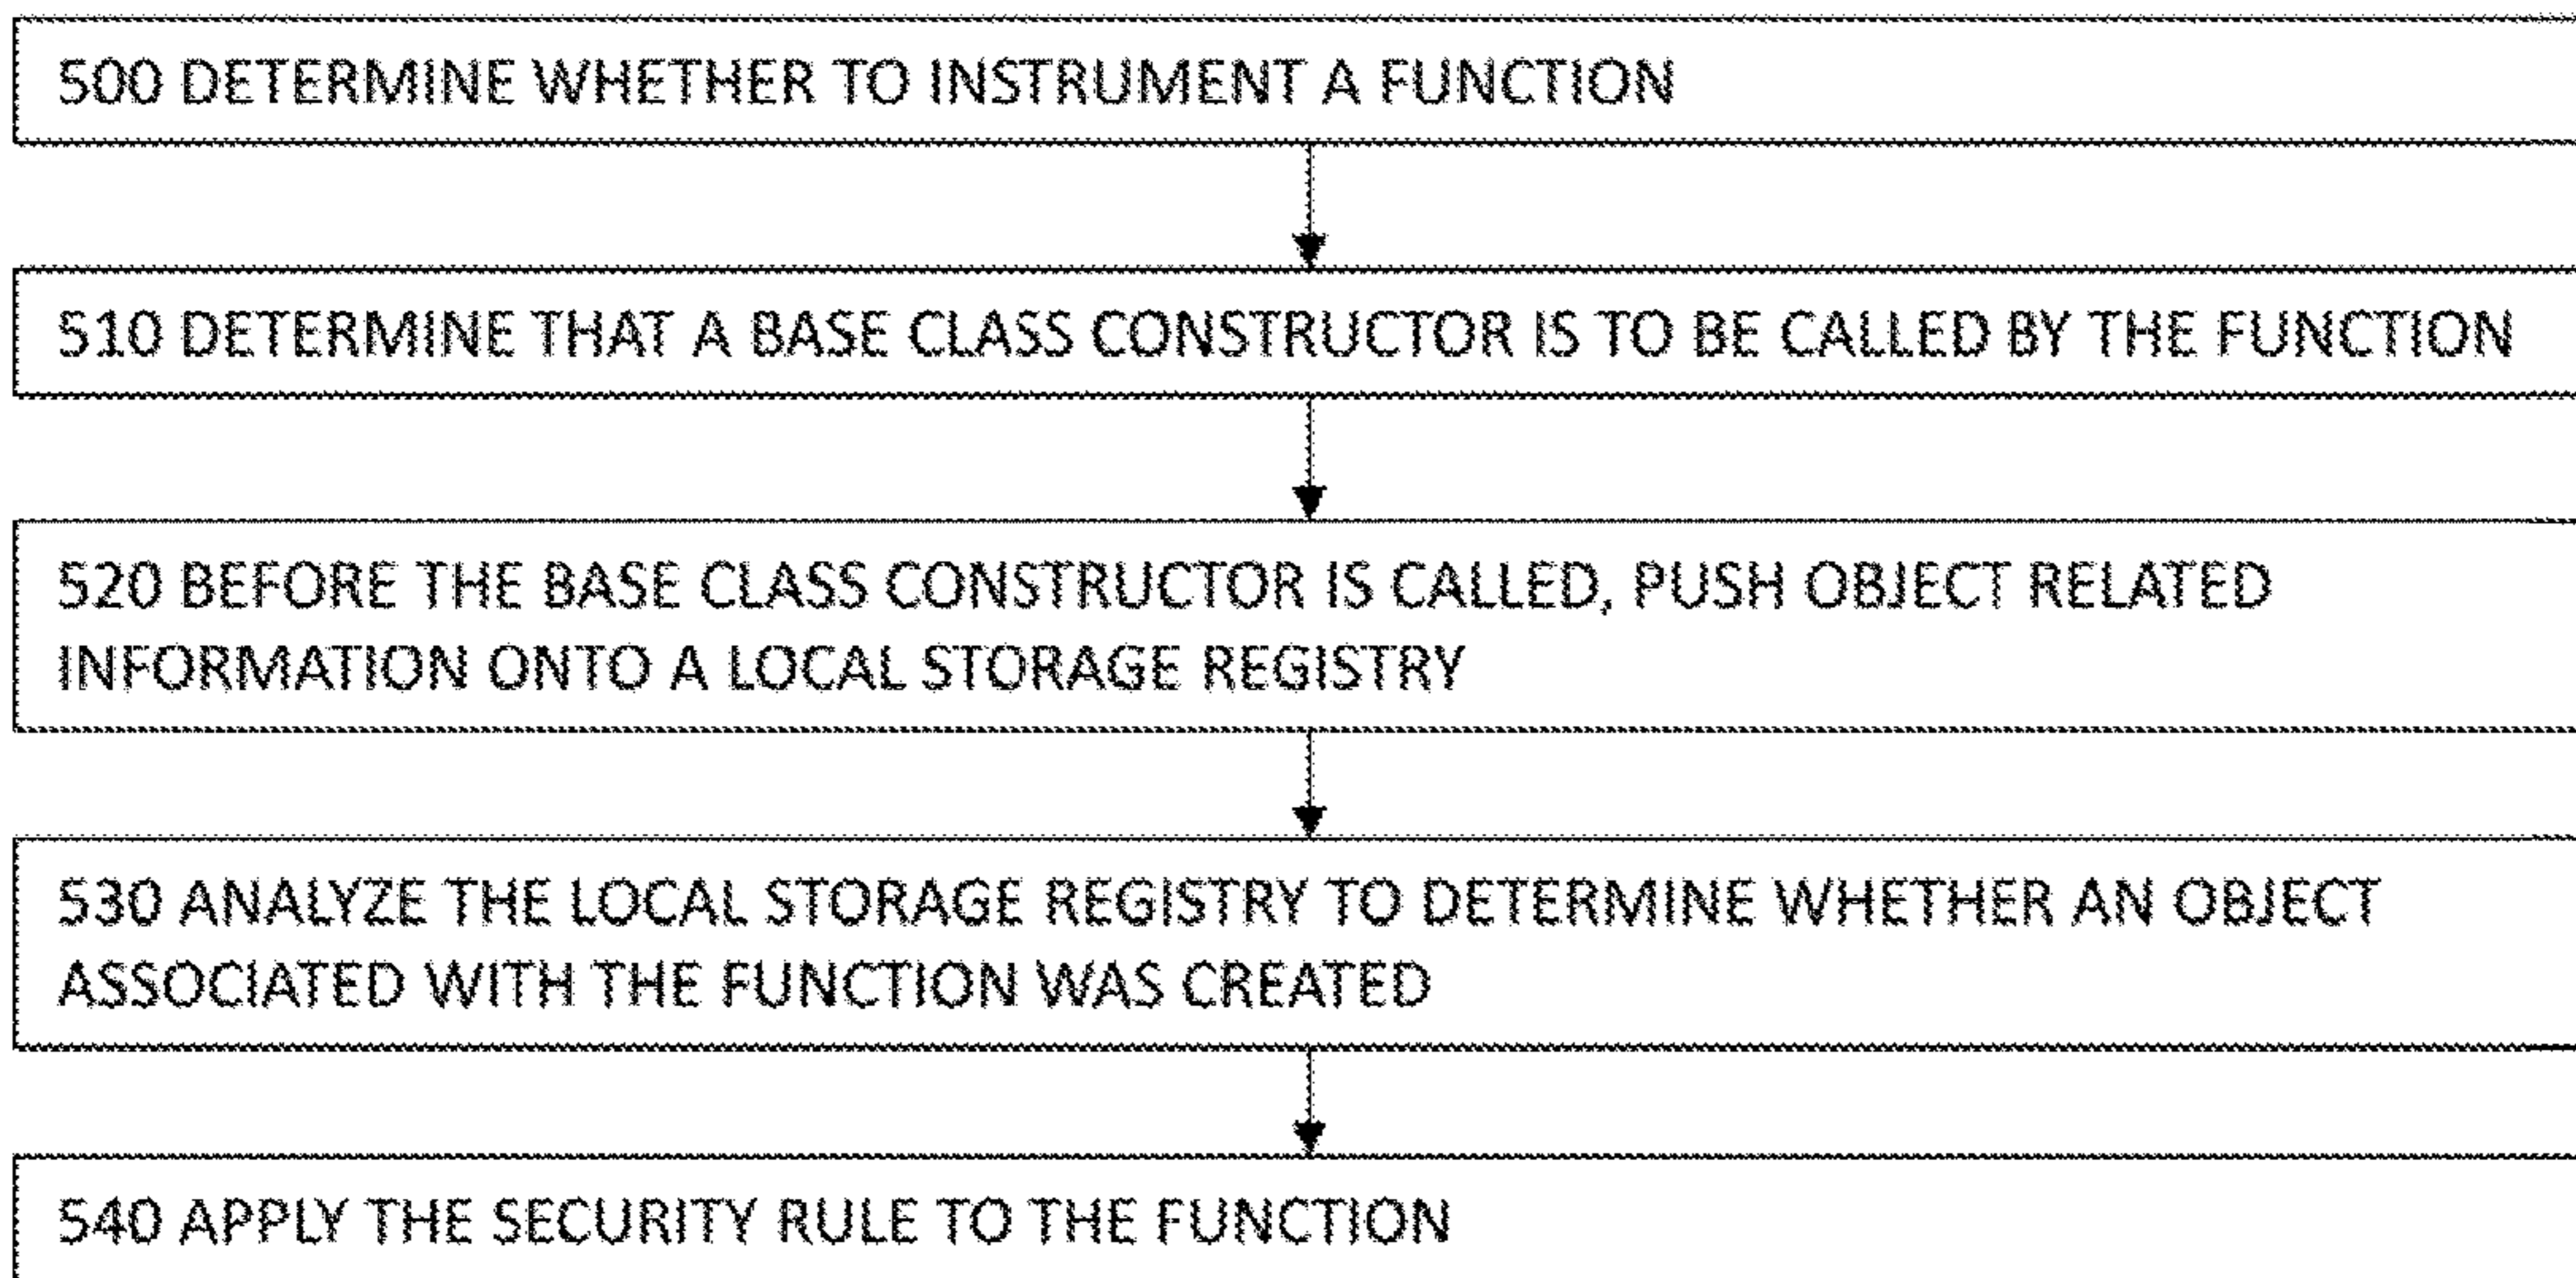 500 DETERMINE WHETHER TO INSTRUMENT A FUNCTION
510 DETERMINE THAT A BASE CLASS CONSTRUCTOR IS TO BE CALLED BY THE FUNCTION
520 BEFORE THE BASE CLASS CONSTRUCTOR IS CALLED, PUSH OBJECT RELATED
INFORMATION ONTO A LOCAL STORAGE REGISTRY
530 ANALYZE THE LOCAL STORAGE REGISTRY TO DETERMINE WHETHER AN OBJECT
ASSOCIATED WITH THE FUNCTION WAS CREATED
540 APPLY THE SECURITY RULE TO THE FUNCTION